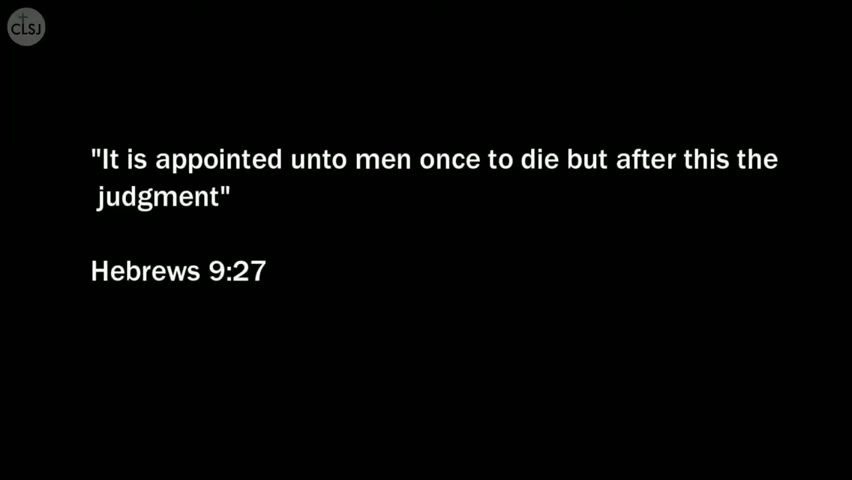 CLSJ
"It is appointed unto men once to die but after this the
judgment"
Hebrews 9:27